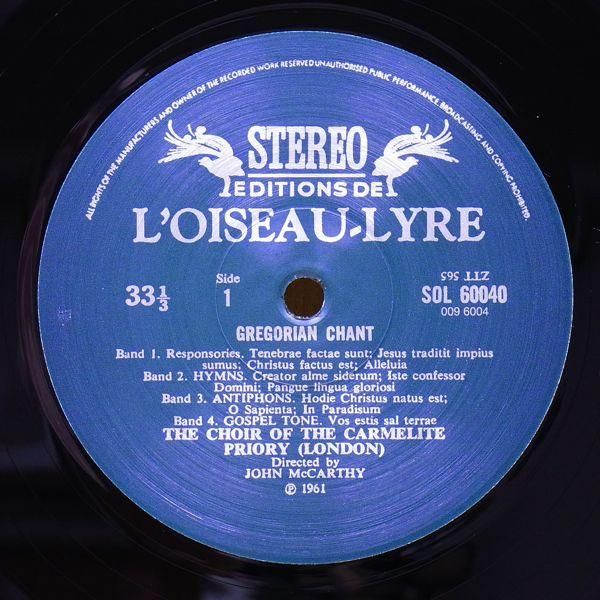 ALL RIGHTS OF THE MANUFACTURERS AND OWNER OF THE RECORDED WORK RESERVED UNAUTHORISED PUBLIC PERFORMANCE, BROADCASTING AND COPYING PROHIBITED.
STEREO
EDITIONS DE
L'OISEAU-LYRE
33⅓
Side
1
ZTT 565
SOL 60040
009 6004
GREGORIAN CHANT
Band 1. Responsories. Tenebrae factae sunt; Jesus traditit impius
sumus; Christus factus est; Alleluia
Band 2. HYMNS. Creator alme siderum; Iste confessor
Domini; Pangue lingua gloriosi
Band 3. ANTIPHONS. Hodie Christus natus est;
O Sapienta; In Paradisum
Band 4. GOSPEL TONE. Vos estis sal terrae
THE CHOIR OF THE CARMELITE
PRIORY (LONDON)
Directed by
JOHN McCARTHY
℗ 1961